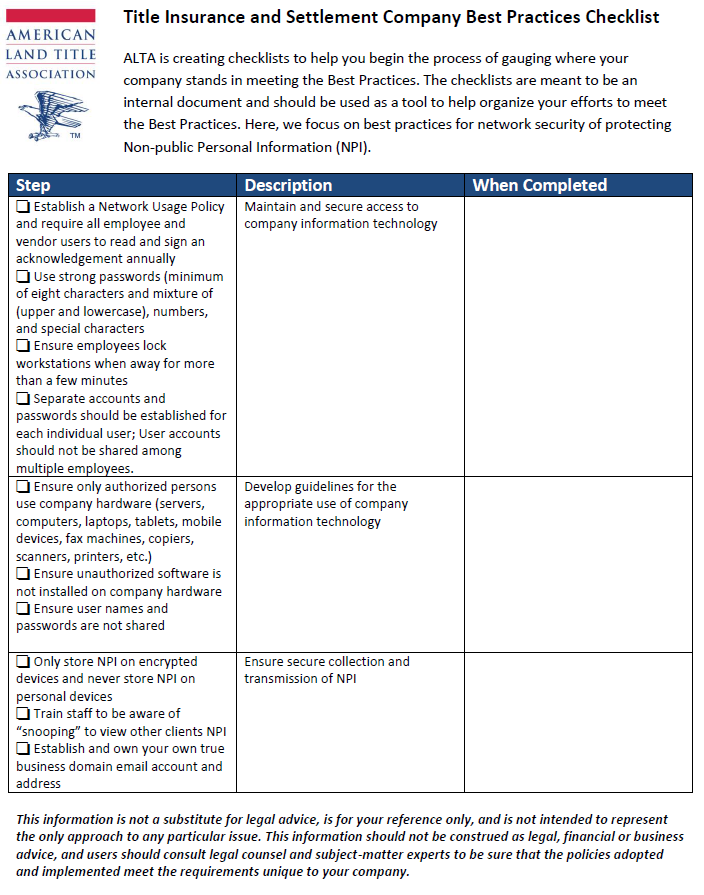 AMERICAN
LAND TITLE
ASSOCIATION
TM
Title Insurance and Settlement Company Best Practices Checklist
ALTA is creating checklists to help you begin the process of gauging where your
company stands in meeting the Best Practices. The checklists are meant to be an
internal document and should be used as a tool to help organize your efforts to meet
the Best Practices. Here, we focus on best practices for network security of protecting
Non-public Personal Information (NPI).
Step Description When Completed
❏ Establish a Network Usage Policy
and require all employee and
vendor users to read and sign an
acknowledgement annually
❏ Use strong passwords (minimum
of eight characters and mixture of
(upper and lowercase), numbers,
and special characters
❏ Ensure employees lock
workstations when away for more
than a few minutes
❏ Separate accounts and
passwords should be established for
each individual user; User accounts
should not be shared among
multiple employees.
Maintain and secure access to
company information technology
❏ Ensure only authorized persons
use company hardware (servers,
computers, laptops, tablets, mobile
devices, fax machines, copiers,
scanners, printers, etc.)
❏ Ensure unauthorized software is
not installed on company hardware
❏ Ensure user names and
passwords are not shared
Develop guidelines for the
appropriate use of company
information technology
❏ Only store NPI on encrypted
devices and never store NPI on
personal devices
❏ Train staff to be aware of
“snooping” to view other clients NPI
❏ Establish and own your own true
business domain email account and
address
Ensure secure collection and
transmission of NPI
This information is not a substitute for legal advice, is for your reference only, and is not intended to represent
the only approach to any particular issue. This information should not be construed as legal, financial or business
advice, and users should consult legal counsel and subject-matter experts to be sure that the policies adopted
and implemented meet the requirements unique to your company.